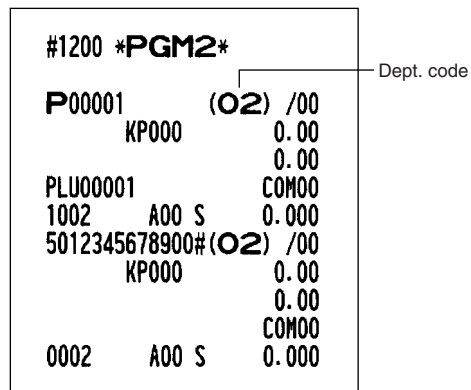 #1200 *PGM2*
P00001 (02) /00
Dept. code
KP000 0.00
0.00
PLU00001 COM00
1002 A00 S 0.000
5012345678900#(02) /00
KP000 0.00
0.00
COM00
0002 A00 S 0.000